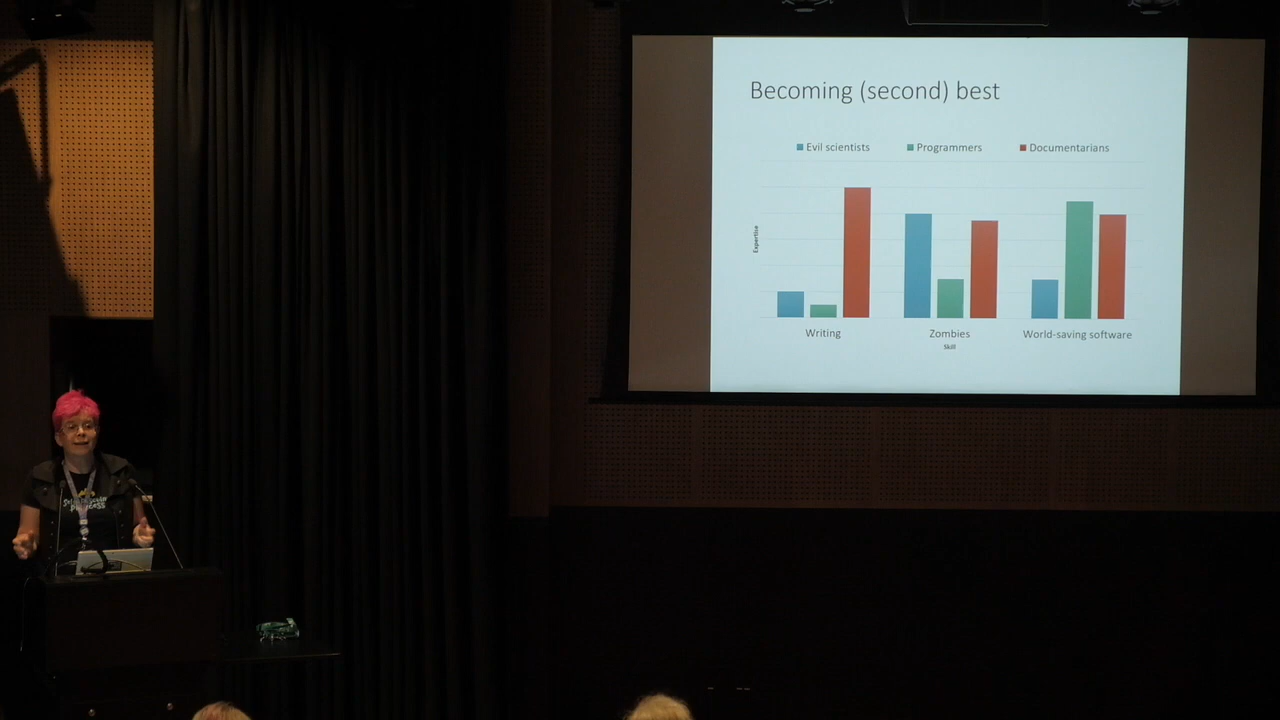 Becoming (second) best
Evil scientists Programmers Documentarians
Expertise
Writing Zombies World-saving software
Skill